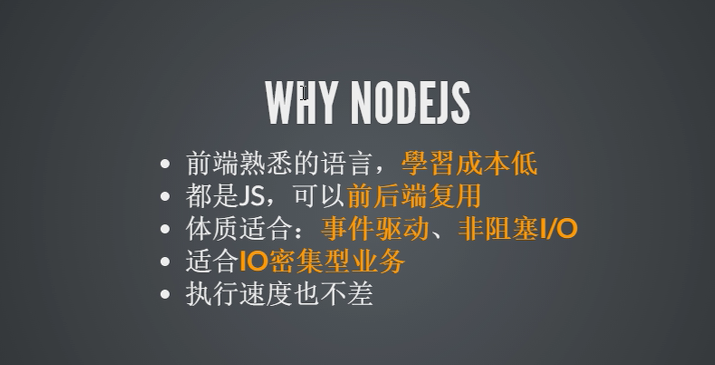 WHY NODEJS
前端熟悉的语言，學習成本低
都是JS，可以前后端复用
体质适合：事件驱动、非阻塞I/O
适合IO密集型业务
执行速度也不差